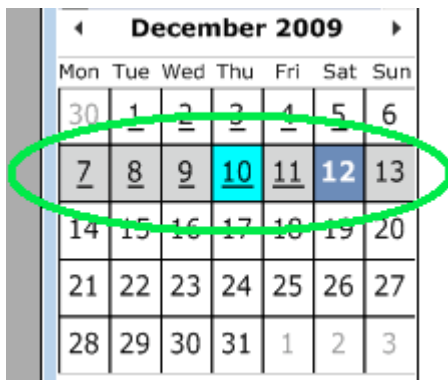 December 2009
Mon Tue Wed Thu Fri Sat Sun
30 1 2 3 4 5 6
7 8 9 10 11 12 13
14 15 16 17 18 19 20
21 22 23 24 25 26 27
28 29 30 31 1 2 3